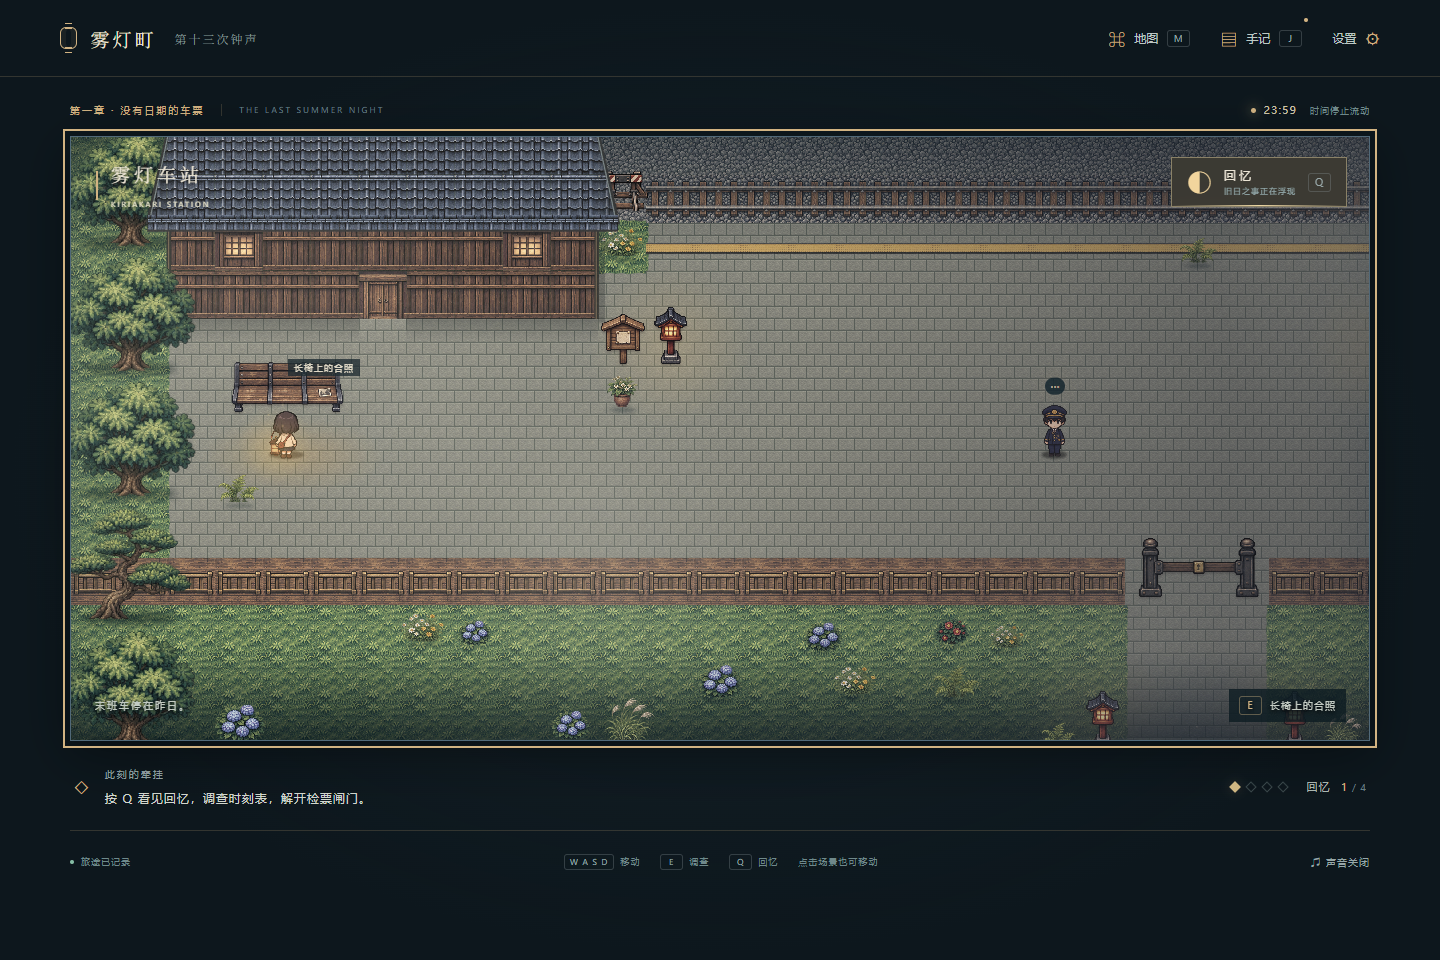 雾灯町 第十三次钟声
地图 M 手记 J 设置
第一章 · 没有日期的车票 THE LAST SUMMER NIGHT
23:59 时间停止流动
雾灯车站
KIRIAKARI STATION
回忆 Q
旧日之事正在浮现
长椅上的合照
...
末班车停在昨日。
E 长椅上的合照
此刻的牵挂
按 Q 看见回忆，调查时刻表，解开检票闸门。
回忆 1 / 4
旅途已记录
WASD 移动 E 调查 Q 回忆 点击场景也可移动
声音关闭